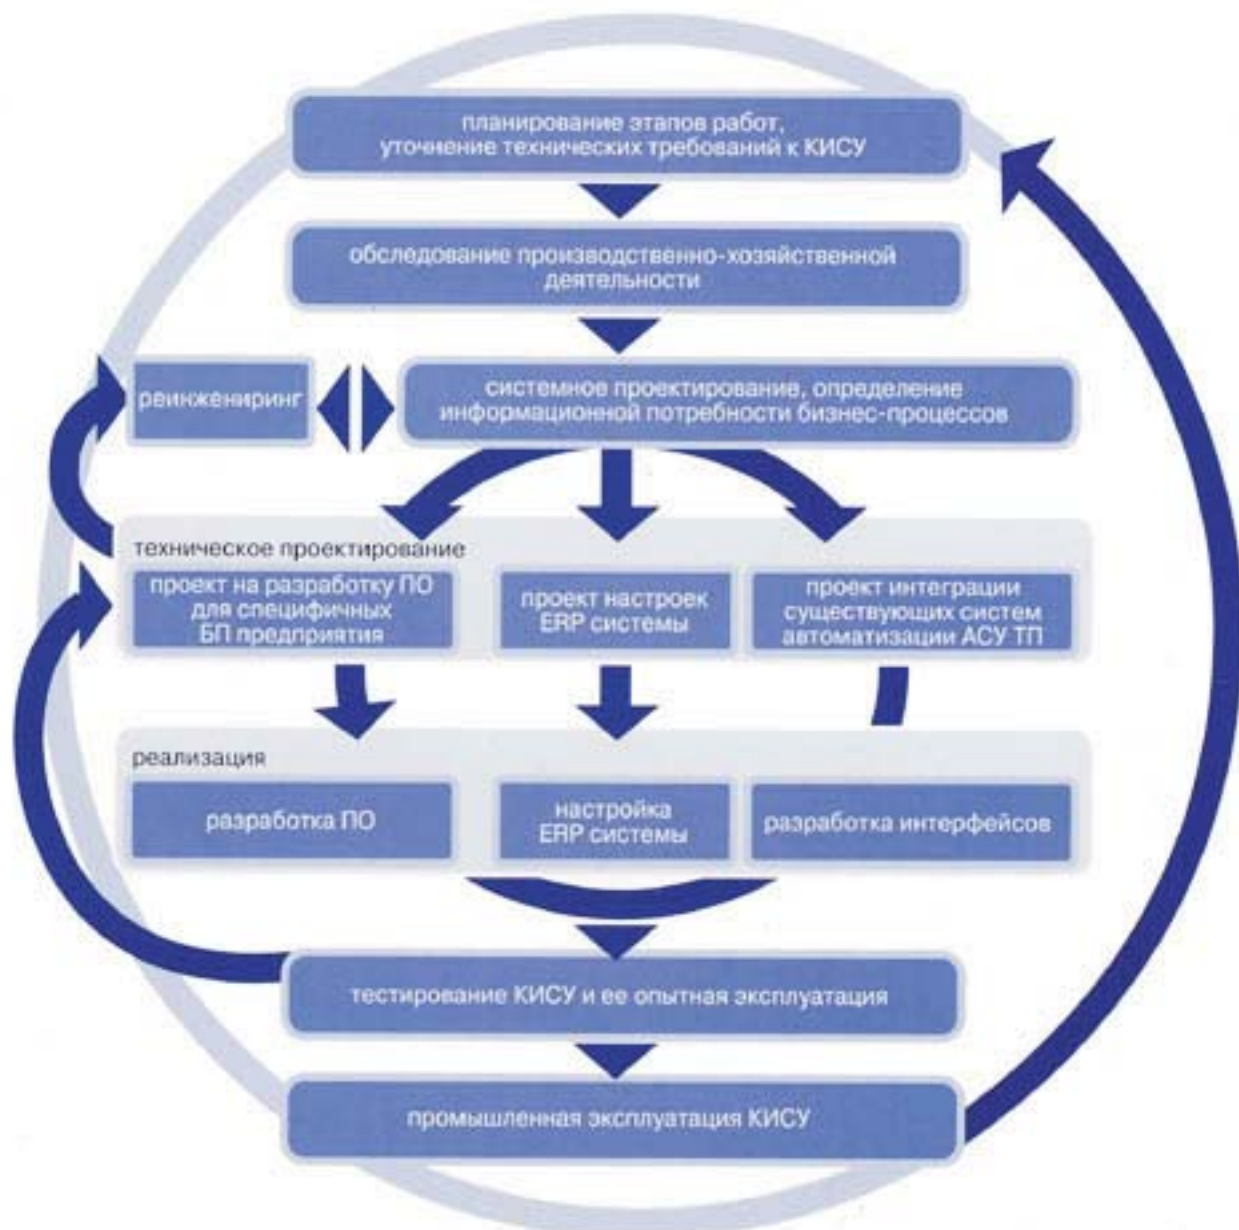 планирование этапов работ,
уточнение технических требований к КИСУ
обследование производственно-хозяйственной
деятельности
реинжениринг
системное проектирование, определение
информационной потребности бизнес-процессов
техническое проектирование
проект на разработку ПО
для специфичных
БП предприятия
проект настроек
ERP системы
проект интеграции
существующих систем
автоматизации АСУ ТП
реализация
разработка ПО
настройка
ERP системы
разработка интерфейсов
тестирование КИСУ и ее опытная эксплуатация
промышленная эксплуатация КИСУ